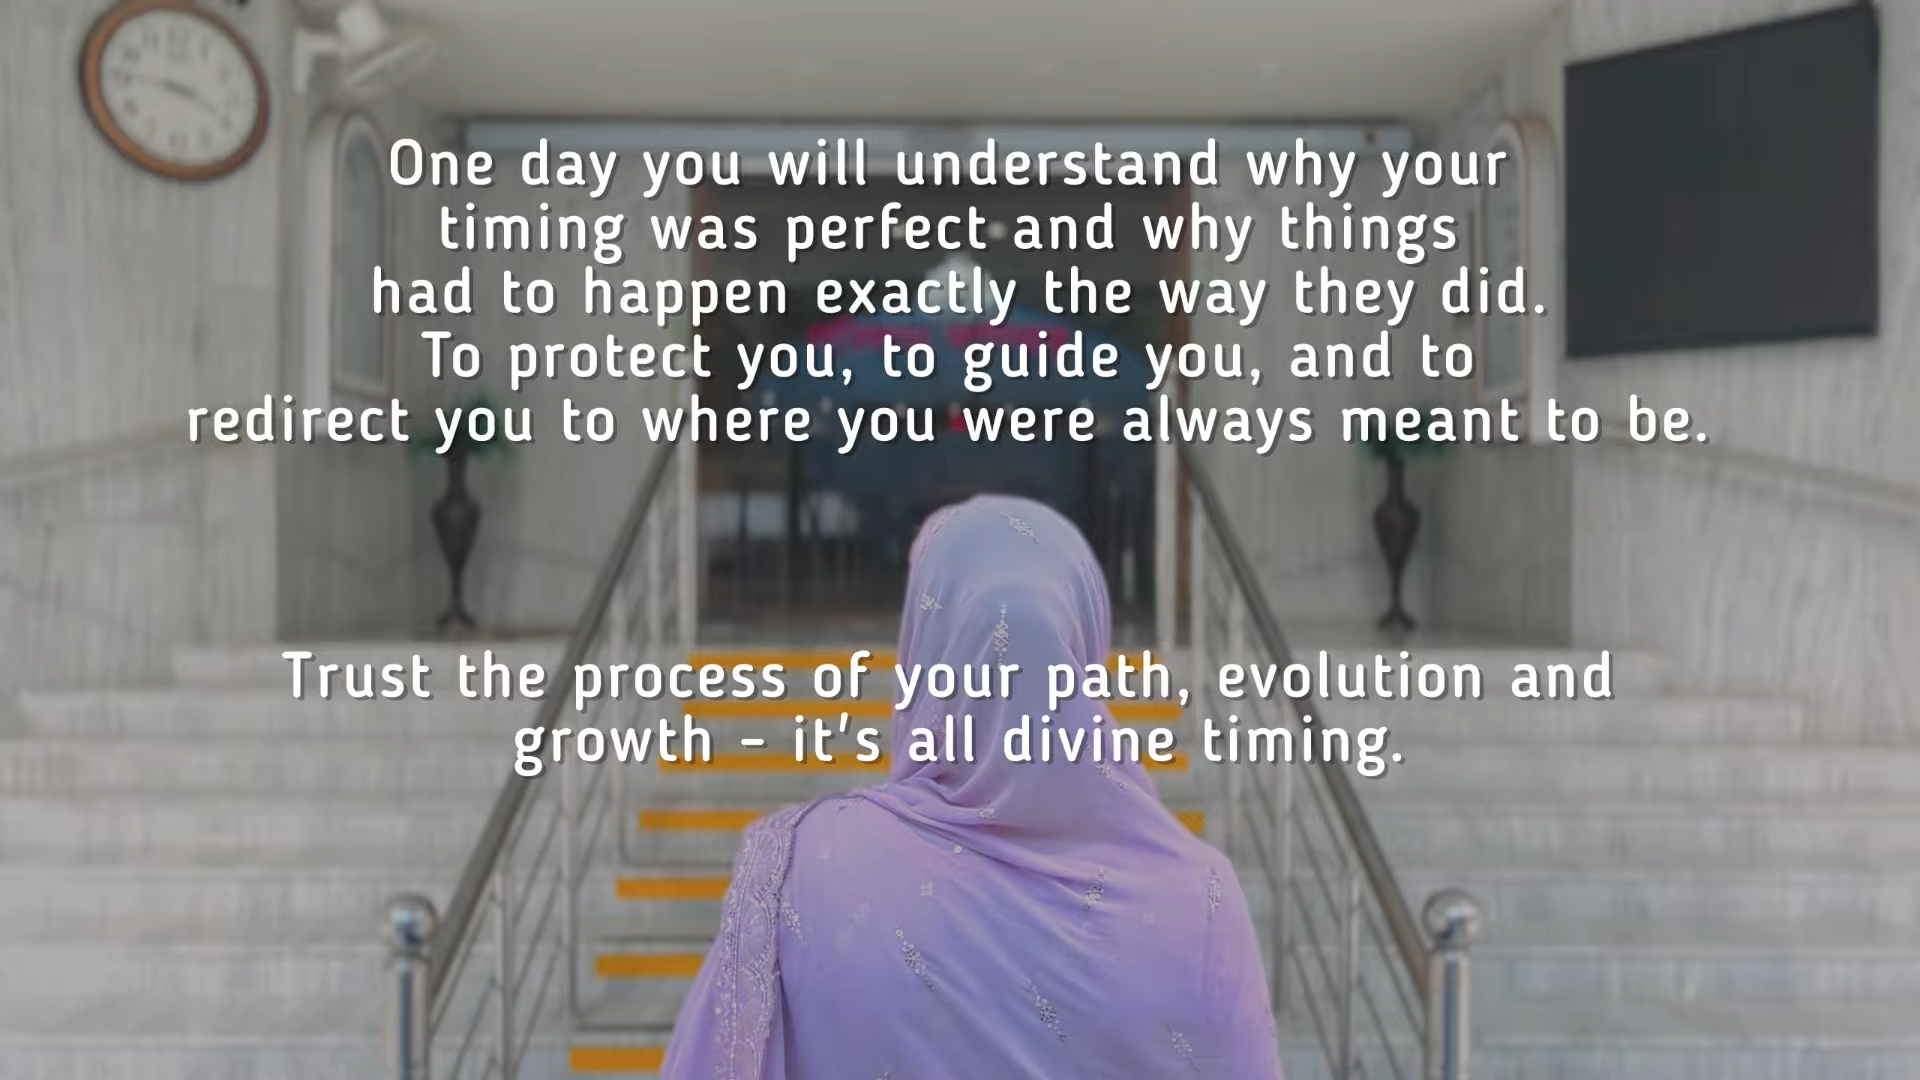 One day you will understand why your
timing was perfect and why things
had to happen exactly the way they did.
To protect you, to guide you, and to
redirect you to where you were always meant to be.
Trust the process of your path, evolution and
growth - it's all divine timing.